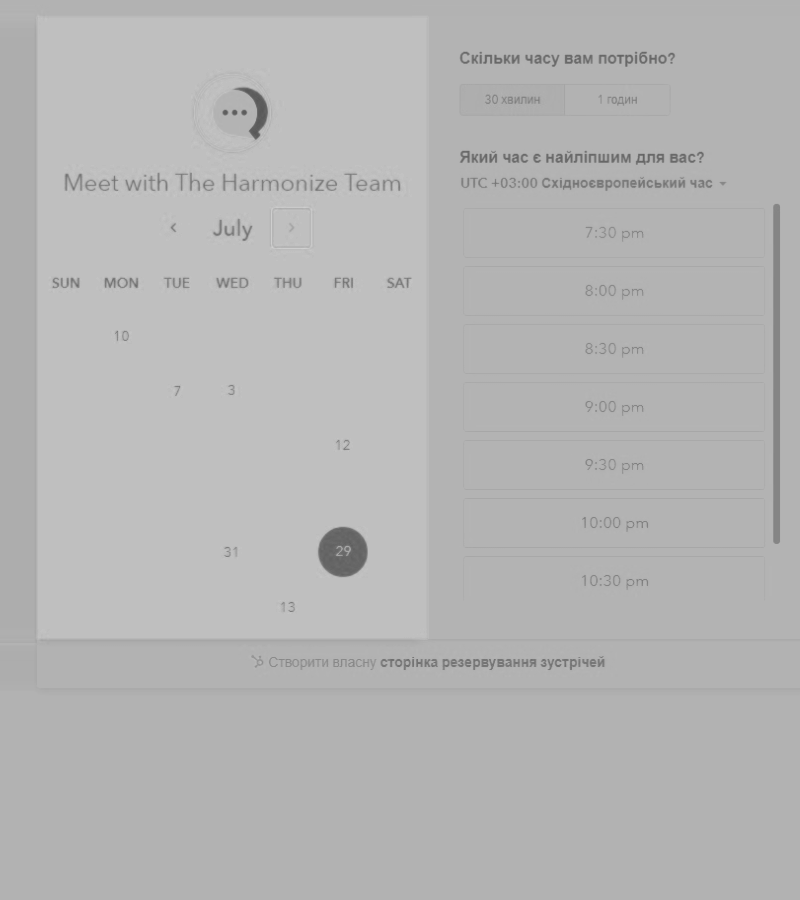 Meet with The Harmonize Team
July
SUN MON TUE WED THU FRI SAT
10
7 3
12
31 29
13
Скільки часу вам потрібно?
30 хвилин 1 годин
Який час є найліпшим для вас?
UTC +03:00 Східноєвропейський час
7:30 pm
8:00 pm
8:30 pm
9:00 pm
9:30 pm
10:00 pm
10:30 pm
Створити власну сторінка резервування зустрічей